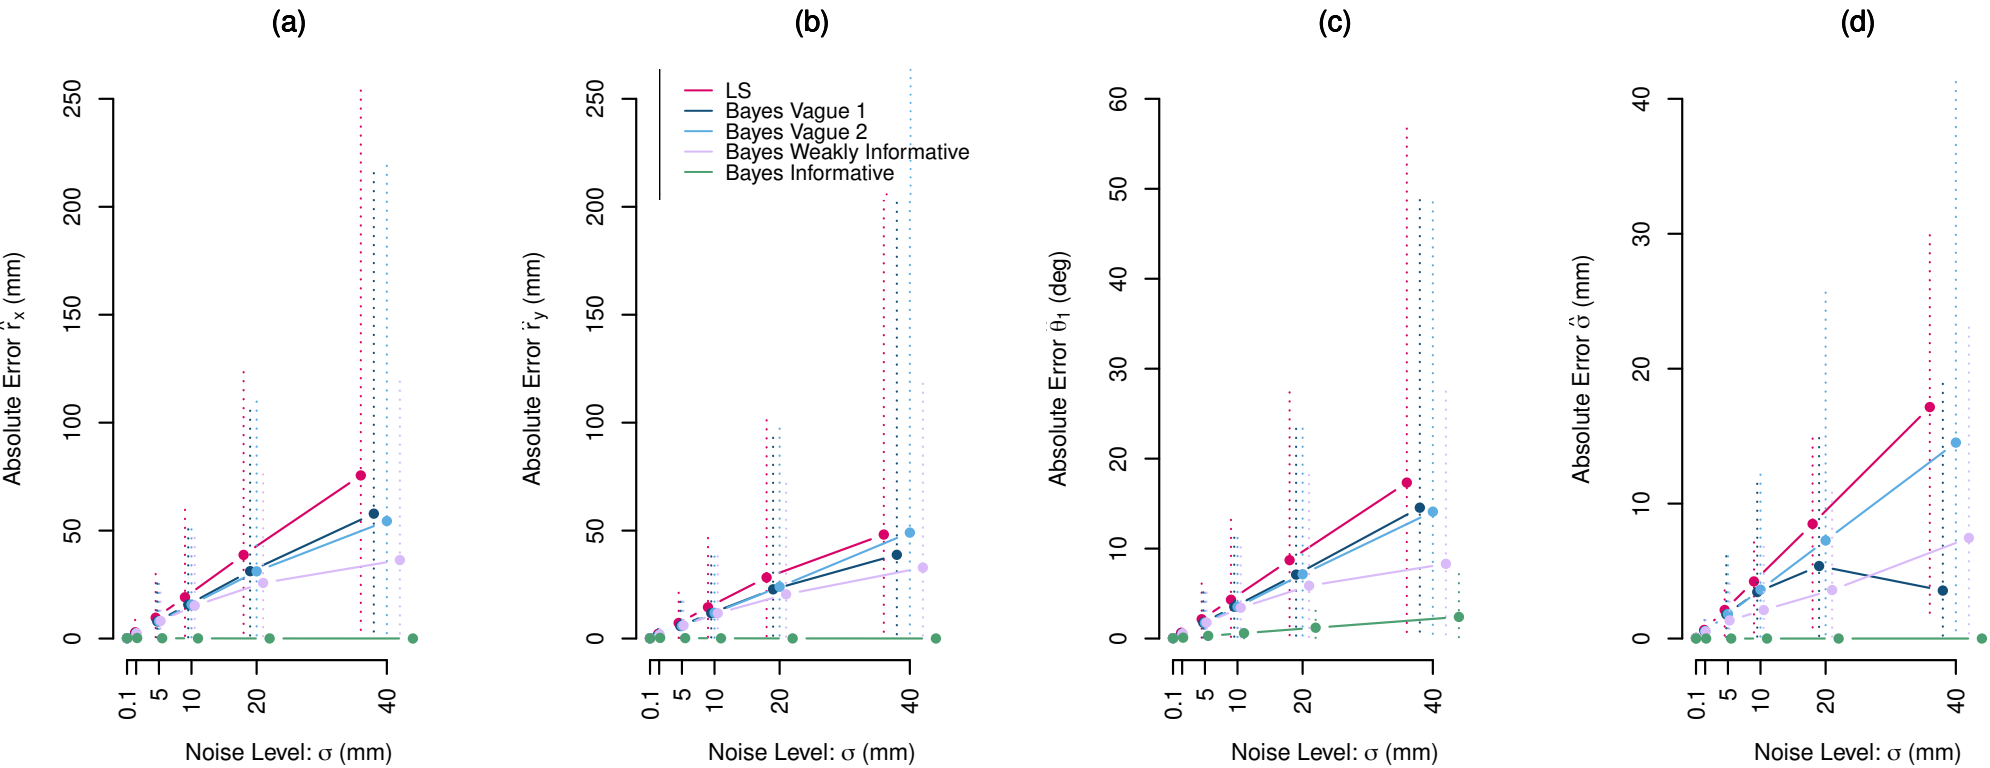 (a)
Absolute Error r̂x (mm)
0 50 100 150 200 250
0.1 5 10 20 40
Noise Level: σ (mm)
(b)
Absolute Error r̂y (mm)
0 50 100 150 200 250
LS
Bayes Vague 1
Bayes Vague 2
Bayes Weakly Informative
Bayes Informative
0.1 5 10 20 40
Noise Level: σ (mm)
(c)
Absolute Error θ̂1 (deg)
0 10 20 30 40 50 60
0.1 5 10 20 40
Noise Level: σ (mm)
(d)
Absolute Error σ̂ (mm)
0 10 20 30 40
0.1 5 10 20 40
Noise Level: σ (mm)